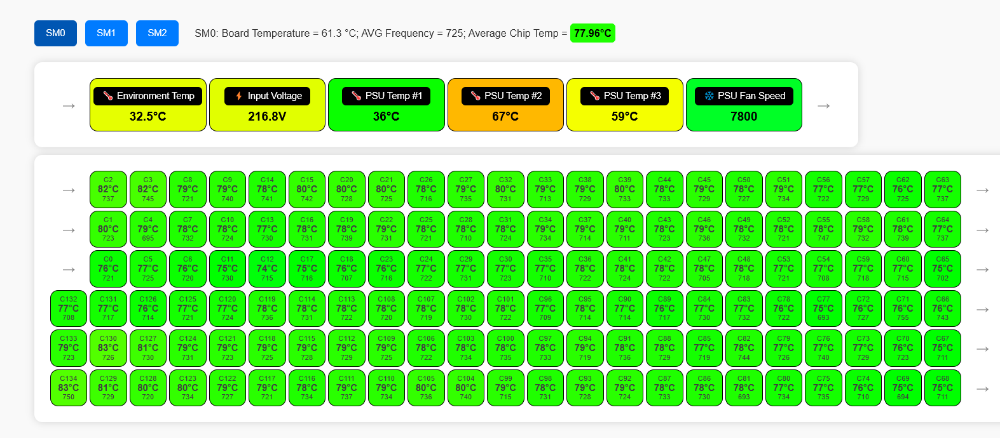 SM0 SM1 SM2 SM0: Board Temperature = 61.3 °C; AVG Frequency = 725; Average Chip Temp = 77.96°C
→ Environment Temp Input Voltage PSU Temp #1 PSU Temp #2 PSU Temp #3 PSU Fan Speed →
32.5°C 216.8V 36°C 67°C 59°C 7800
C2 C3 C8 C9 C14 C15 C20 C21 C26 C27 C32 C33 C38 C39 C44 C45 C50 C51 C56 C57 C62 C63
→ 82°C 82°C 79°C 79°C 78°C 80°C 80°C 80°C 78°C 79°C 80°C 79°C 79°C 80°C 78°C 79°C 78°C 79°C 77°C 77°C 76°C 77°C →
737 745 721 740 741 742 728 725 716 735 731 713 729 733 733 729 727 734 722 729 725 737
C1 C4 C7 C10 C13 C16 C19 C22 C25 C28 C31 C34 C37 C40 C43 C46 C49 C52 C55 C58 C61 C64
→ 80°C 79°C 78°C 78°C 77°C 78°C 78°C 79°C 78°C 78°C 78°C 79°C 79°C 79°C 78°C 79°C 78°C 78°C 78°C 79°C 78°C 77°C →
723 695 732 724 730 731 739 731 721 710 724 734 714 711 723 736 732 721 747 732 739 737
C0 C5 C6 C11 C12 C17 C18 C23 C24 C29 C30 C35 C36 C41 C42 C47 C48 C53 C54 C59 C60 C65
→ 76°C 77°C 76°C 75°C 74°C 75°C 76°C 76°C 77°C 77°C 77°C 77°C 78°C 78°C 78°C 78°C 78°C 77°C 77°C 77°C 77°C 75°C →
721 725 720 730 715 716 707 716 722 731 723 710 722 724 722 705 718 721 708 718 715 702
C132 C131 C126 C125 C120 C119 C114 C113 C108 C107 C102 C101 C96 C95 C90 C89 C84 C83 C78 C77 C72 C71 C66
77°C 77°C 76°C 77°C 77°C 78°C 78°C 78°C 78°C 78°C 78°C 78°C 77°C 78°C 77°C 76°C 77°C 77°C 76°C 75°C 76°C 76°C 76°C →
708 717 714 721 724 736 731 722 720 719 730 722 709 714 714 717 730 732 722 693 727 755 743
C133 C130 C127 C124 C121 C118 C115 C112 C109 C106 C103 C100 C97 C94 C91 C88 C85 C82 C79 C76 C73 C70 C67
79°C 83°C 81°C 79°C 79°C 79°C 79°C 79°C 79°C 78°C 78°C 78°C 78°C 79°C 78°C 78°C 77°C 78°C 77°C 77°C 77°C 76°C 75°C →
723 726 730 731 723 725 728 729 725 722 734 735 733 719 736 729 719 744 726 740 729 723 711
C134 C129 C128 C123 C122 C117 C116 C111 C110 C105 C104 C99 C98 C93 C92 C87 C86 C81 C80 C75 C74 C69 C68
83°C 81°C 80°C 80°C 79°C 79°C 78°C 79°C 79°C 80°C 80°C 79°C 78°C 79°C 79°C 78°C 78°C 78°C 77°C 77°C 76°C 75°C 75°C →
750 729 720 734 727 721 734 737 734 736 740 715 731 728 724 733 730 693 734 735 710 694 711